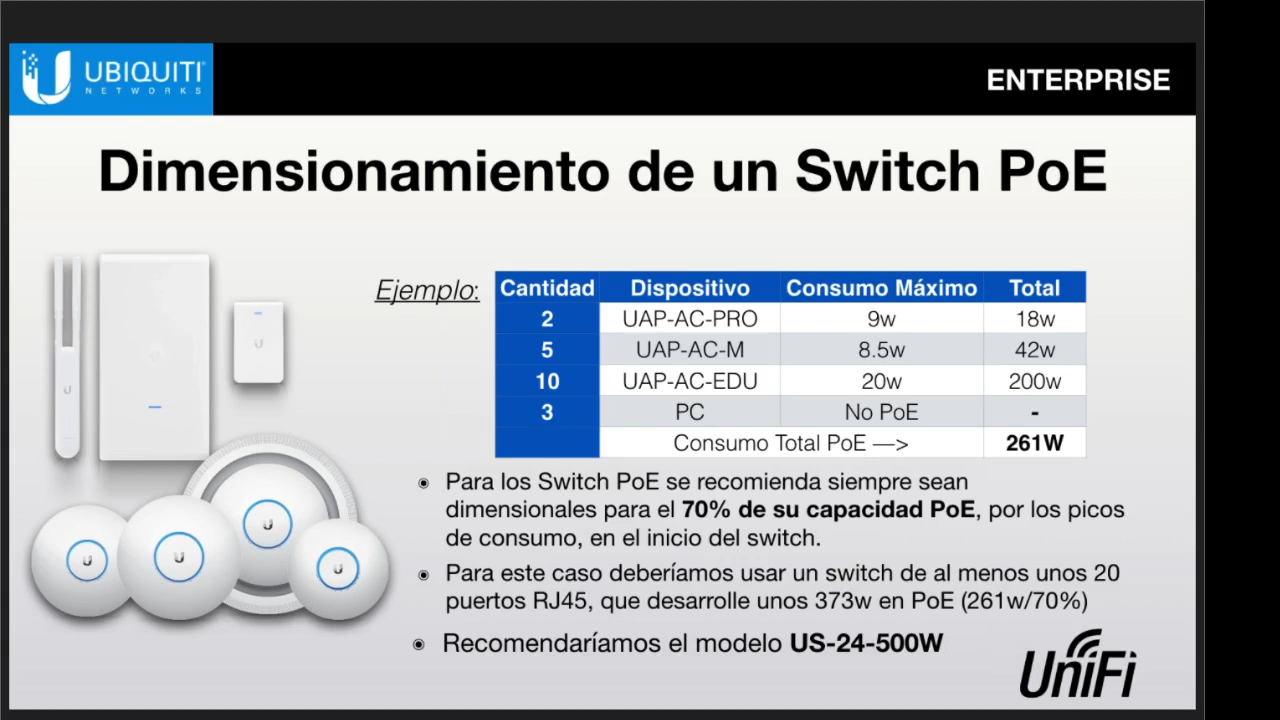 UBIQUITI
NETWORKS
ENTERPRISE
Dimensionamiento de un Switch PoE
Ejemplo:
Cantidad Dispositivo Consumo Máximo Total
2 UAP-AC-PRO 9w 18w
5 UAP-AC-M 8.5w 42w
10 UAP-AC-EDU 20w 200w
3 PC No PoE -
Consumo Total PoE —> 261W
Para los Switch PoE se recomienda siempre sean
dimensionales para el 70% de su capacidad PoE, por los picos
de consumo, en el inicio del switch.
Para este caso deberíamos usar un switch de al menos unos 20
puertos RJ45, que desarrolle unos 373w en PoE (261w/70%)
Recomendaríamos el modelo US-24-500W
UniFi